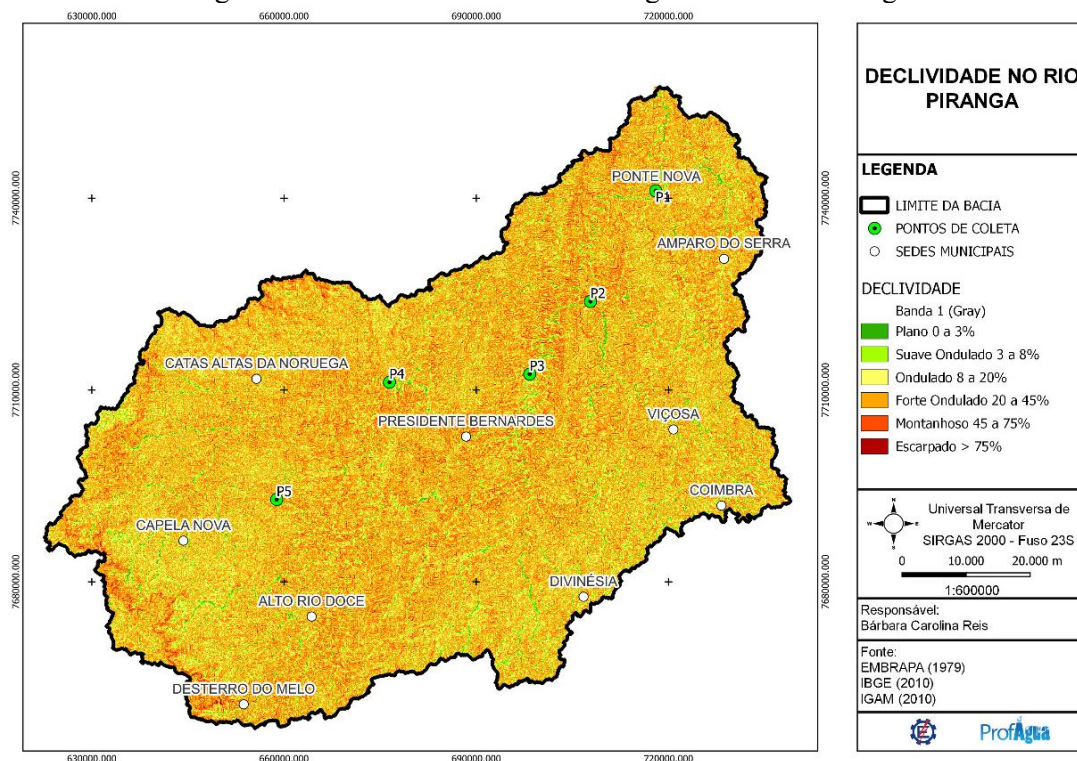 630000.000 660000.000 690000.000 720000.000
7740000.000 7740000.000
7710000.000 7710000.000
7680000.000 7680000.000
630000.000 660000.000 690000.000 720000.000
PONTE NOVA
P1
AMPARO DO SERRA
P2
CATAS ALTAS DA NORUEGA
P4
P3
PRESIDENTE BERNARDES
VIÇOSA
P5
COIMBRA
CAPELA NOVA
DIVINÉSIA
ALTO RIO DOCE
DESTERRO DO MELO
DECLIVIDADE NO RIO
PIRANGA
LEGENDA
LIMITE DA BACIA
PONTOS DE COLETA
SEDES MUNICIPAIS
DECLIVIDADE
Banda 1 (Gray)
Plano 0 a 3%
Suave Ondulado 3 a 8%
Ondulado 8 a 20%
Forte Ondulado 20 a 45%
Montanhoso 45 a 75%
Escarpado > 75%
N
W E
S
Universal Transversa de
Mercator
SIRGAS 2000 - Fuso 23S
0 10.000 20.000 m
1:600000
Responsável:
Bárbara Carolina Reis
Fonte:
EMBRAPA (1979)
IBGE (2010)
IGAM (2010)
ProfÁgua